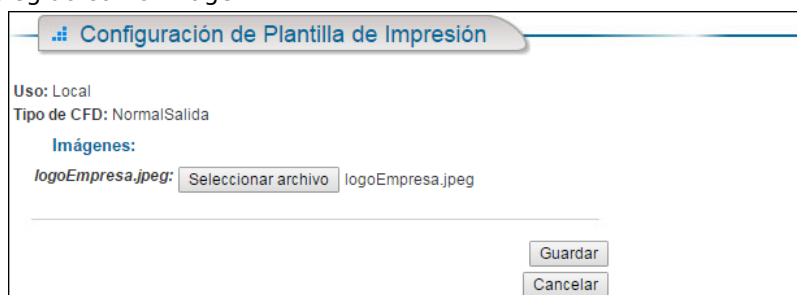 Configuración de Plantilla de Impresión
Uso: Local
Tipo de CFD: NormalSalida
Imágenes:
logoEmpresa.jpeg: Seleccionar archivo logoEmpresa.jpeg
Guardar
Cancelar